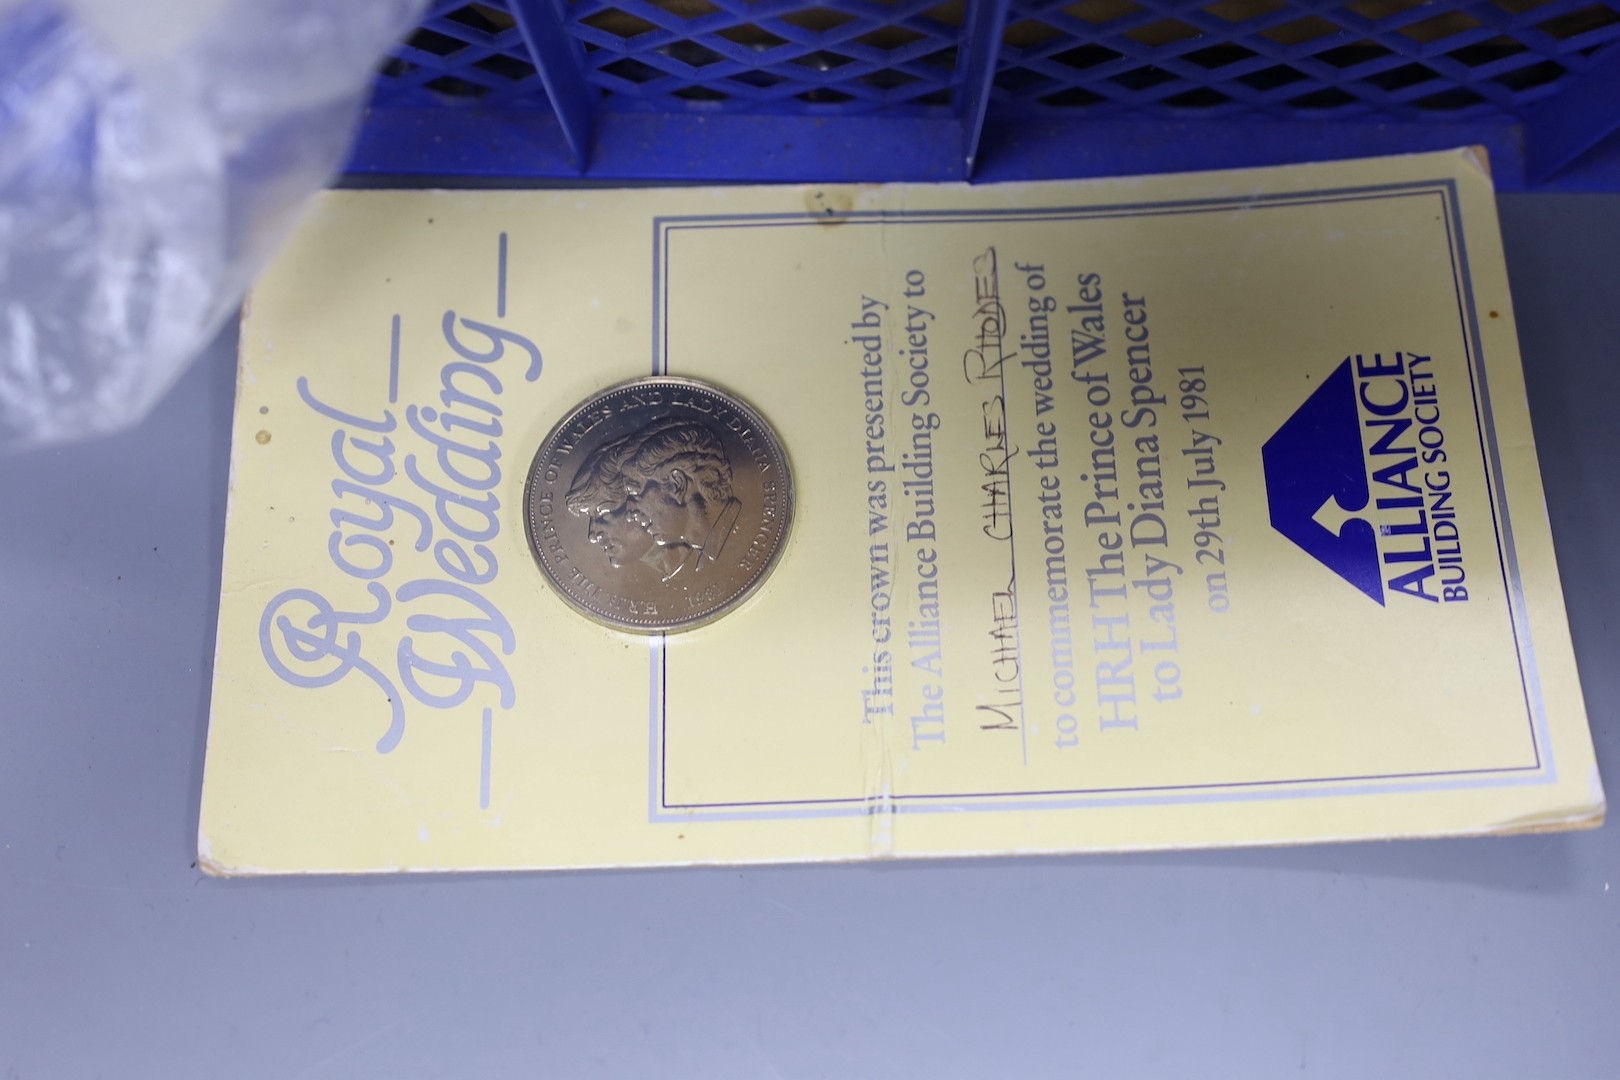 Royal
Wedding
H.R.H. THE PRINCE OF WALES AND LADY DIANA SPENCER 1981
This crown was presented by
The Alliance Building Society to
MICHAEL CHARLES RHODES
to commemorate the wedding of
HRH The Prince of Wales
to Lady Diana Spencer
on 29th July 1981
ALLIANCE
BUILDING SOCIETY